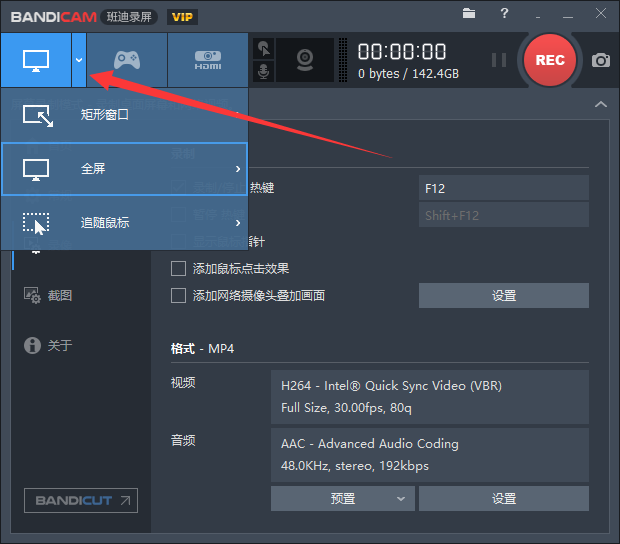 BANDICAM 班迪录屏 VIP
?
HDMI
00:00:00
0 bytes / 142.4GB
REC
矩形窗口
全屏
追随鼠标
热键
F12
Shift+F12
指针
添加鼠标点击效果
添加网络摄像头叠加画面
设置
截图
关于
格式 - MP4
视频
H264 - Intel® Quick Sync Video (VBR)
Full Size, 30.00fps, 80q
音频
AAC - Advanced Audio Coding
48.0KHz, stereo, 192kbps
预置
设置
BANDICUT